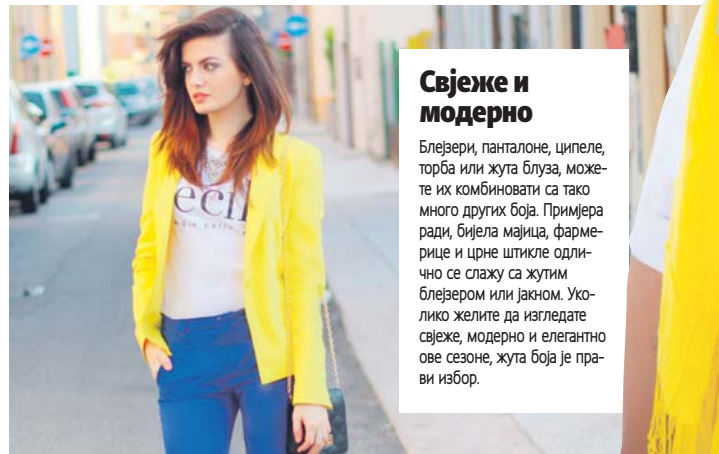 Свјеже и
модерно
Блејзери, панталоне, ципеле,
торба или жута блуза, може-
те их комбиновати са тако
много других боја. Примјера
ради, бијела мајица, фарме-
рице и црне штикле одли-
чно се слажу са жутим
блејзером или јакном. Уко-
лико желите да изгледате
свјеже, модерно и елегантно
ове сезоне, жута боја је пра-
ви избор.